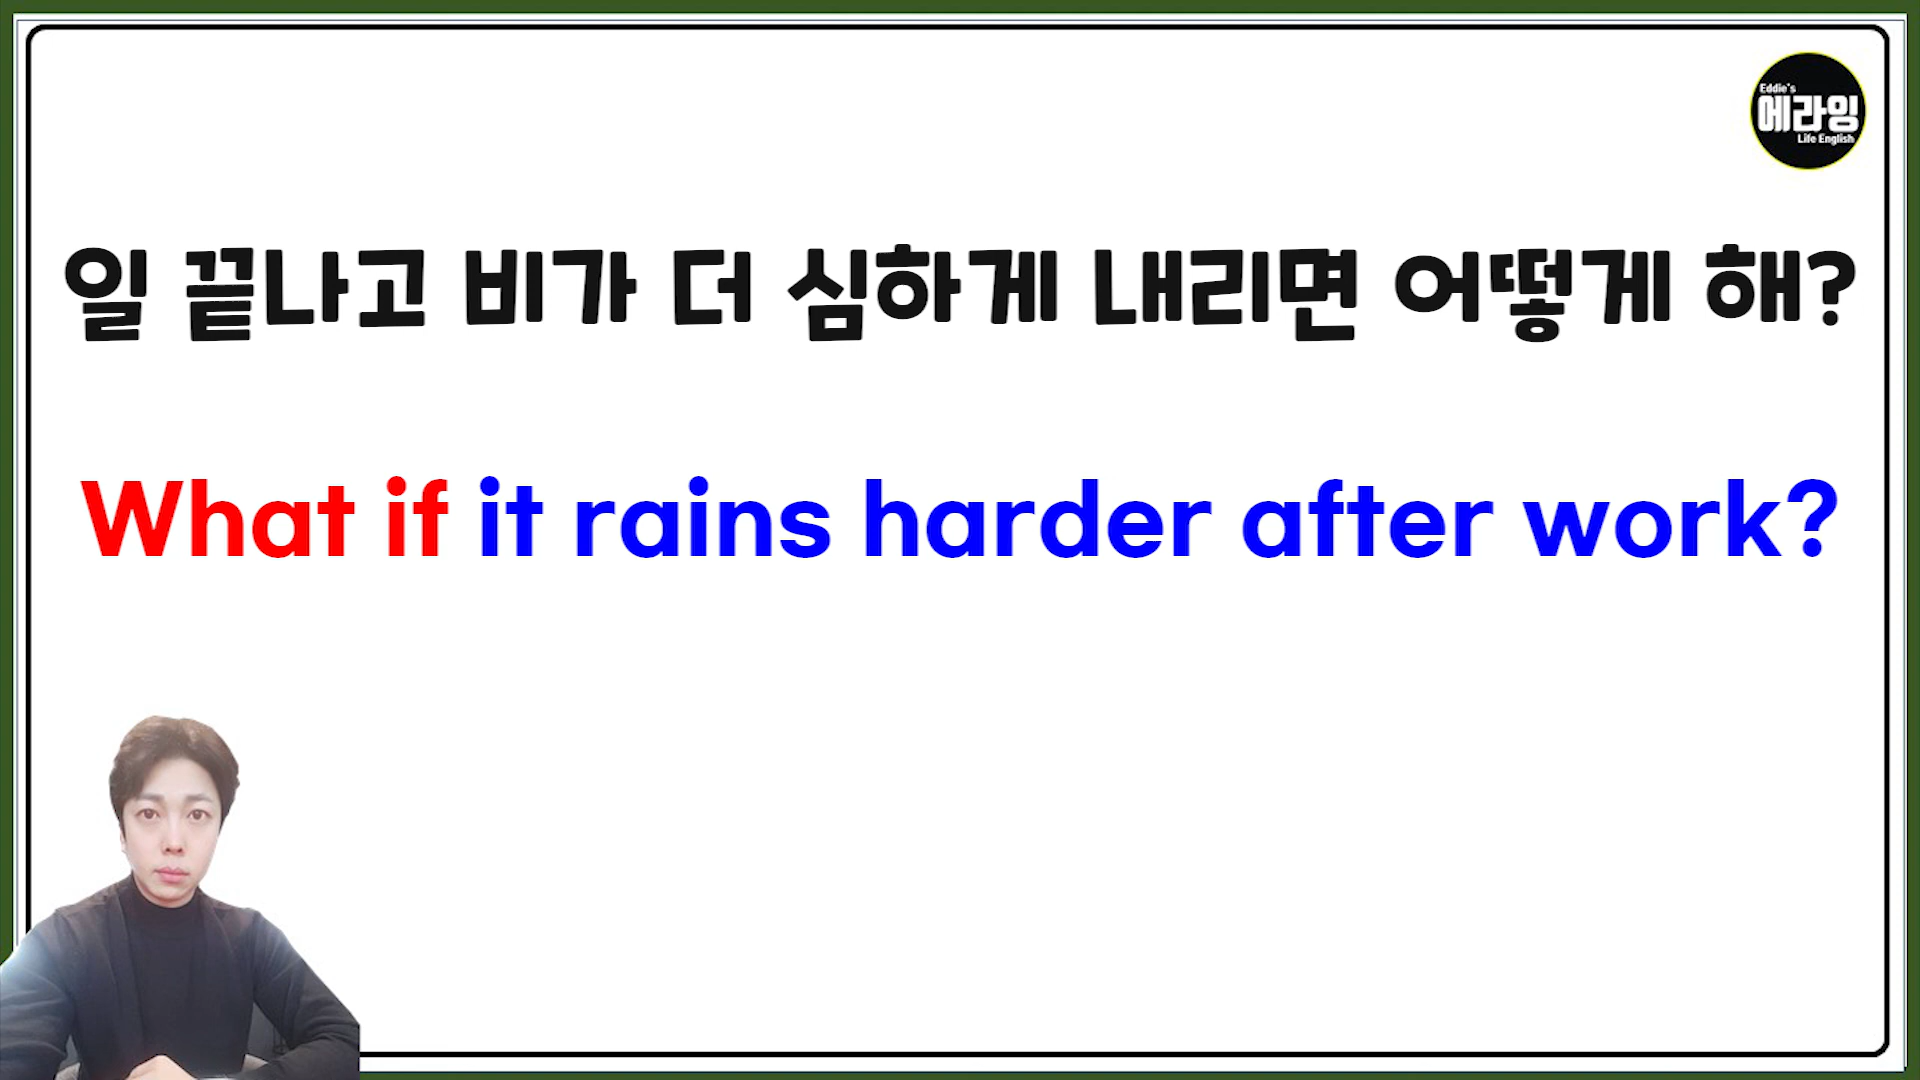 Eddie's
에라잉
Life English
일 끝나고 비가 더 심하게 내리면 어떻게 해?
What if it rains harder after work?